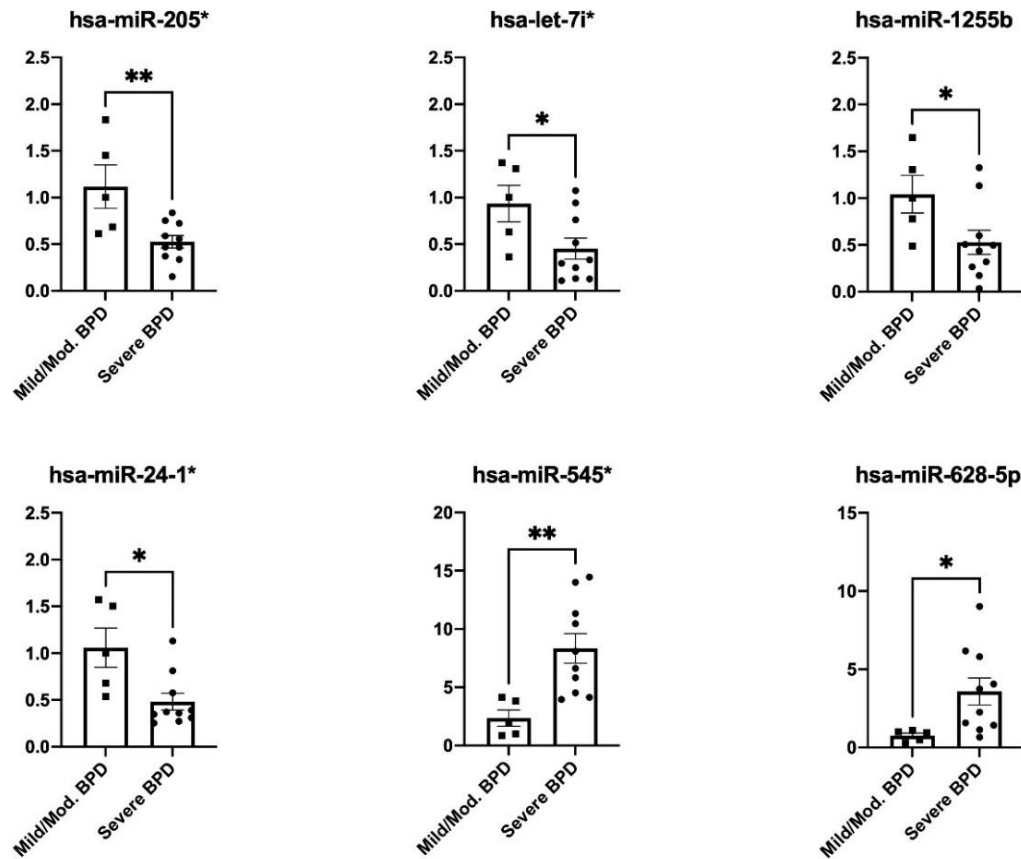 hsa-miR-205*
2.5
2.0
1.5
1.0
0.5
0.0
**
Mild/Mod. BPD
Severe BPD
hsa-let-7i*
2.5
2.0
1.5
1.0
0.5
0.0
*
Mild/Mod. BPD
Severe BPD
hsa-miR-1255b
2.5
2.0
1.5
1.0
0.5
0.0
*
Mild/Mod. BPD
Severe BPD
hsa-miR-24-1*
2.5
2.0
1.5
1.0
0.5
0.0
*
Mild/Mod. BPD
Severe BPD
hsa-miR-545*
20
15
10
5
0
**
Mild/Mod. BPD
Severe BPD
hsa-miR-628-5p
15
10
5
0
*
Mild/Mod. BPD
Severe BPD